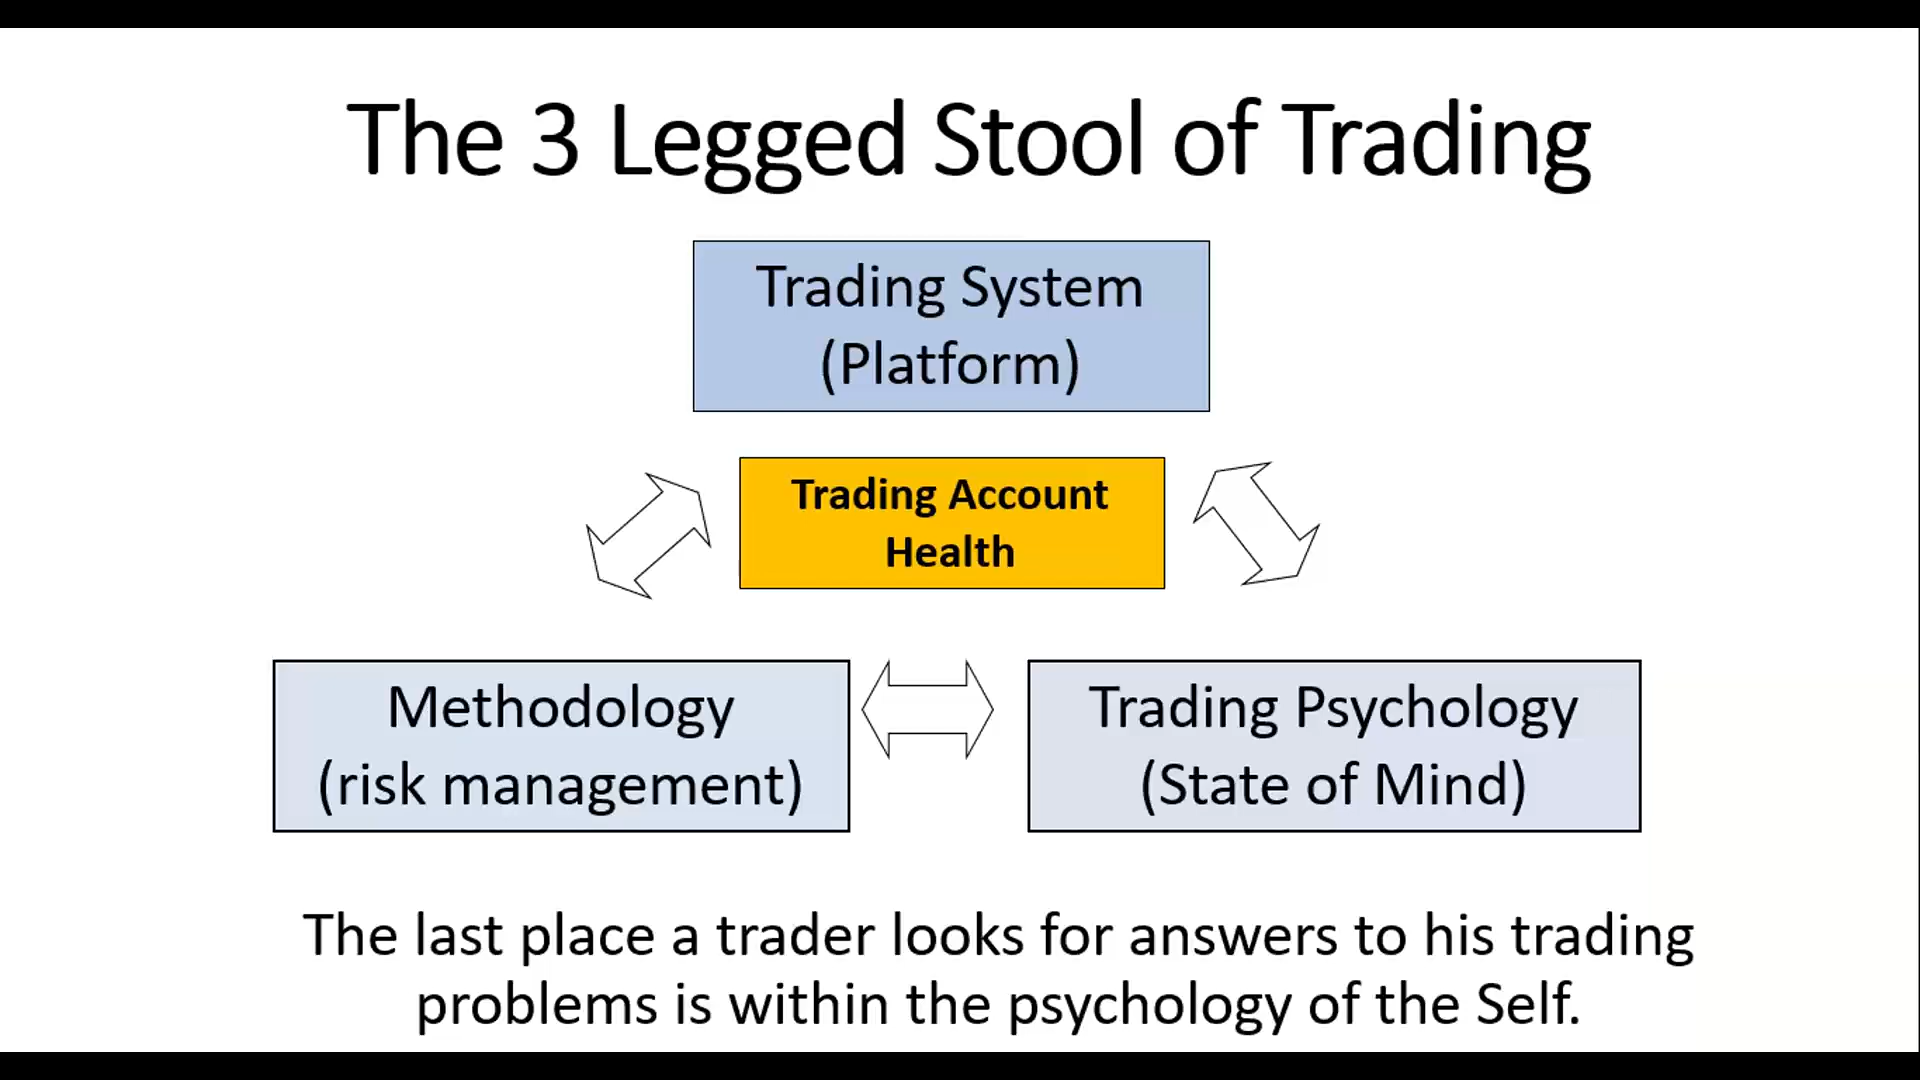 The 3 Legged Stool of Trading
Trading System
(Platform)
Trading Account
Health
Methodology
(risk management)
Trading Psychology
(State of Mind)
The last place a trader looks for answers to his trading
problems is within the psychology of the Self.